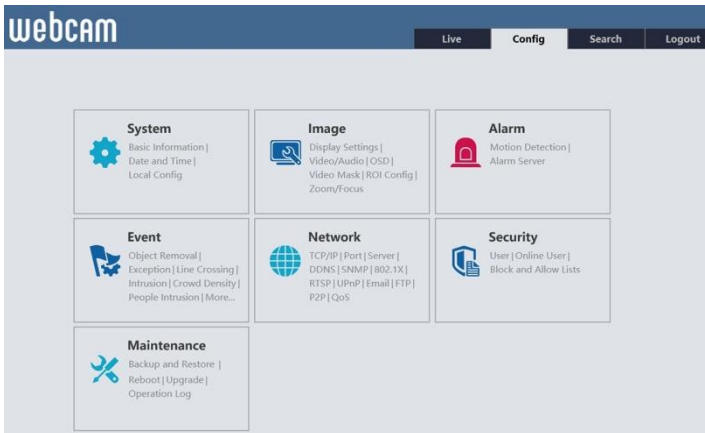 webcam
Live Config Search Logout
System
Basic Information |
Date and Time |
Local Config
Image
Display Settings |
Video/Audio | OSD |
Video Mask | ROI Config |
Zoom/Focus
Alarm
Motion Detection |
Alarm Server
Event
Object Removal |
Exception | Line Crossing |
Intrusion | Crowd Density |
People Intrusion | More...
Network
TCP/IP | Port | Server |
DDNS | SNMP | 802.1X |
RTSP | UPnP | Email | FTP |
P2P | QoS
Security
User | Online User |
Block and Allow Lists
Maintenance
Backup and Restore |
Reboot | Upgrade |
Operation Log